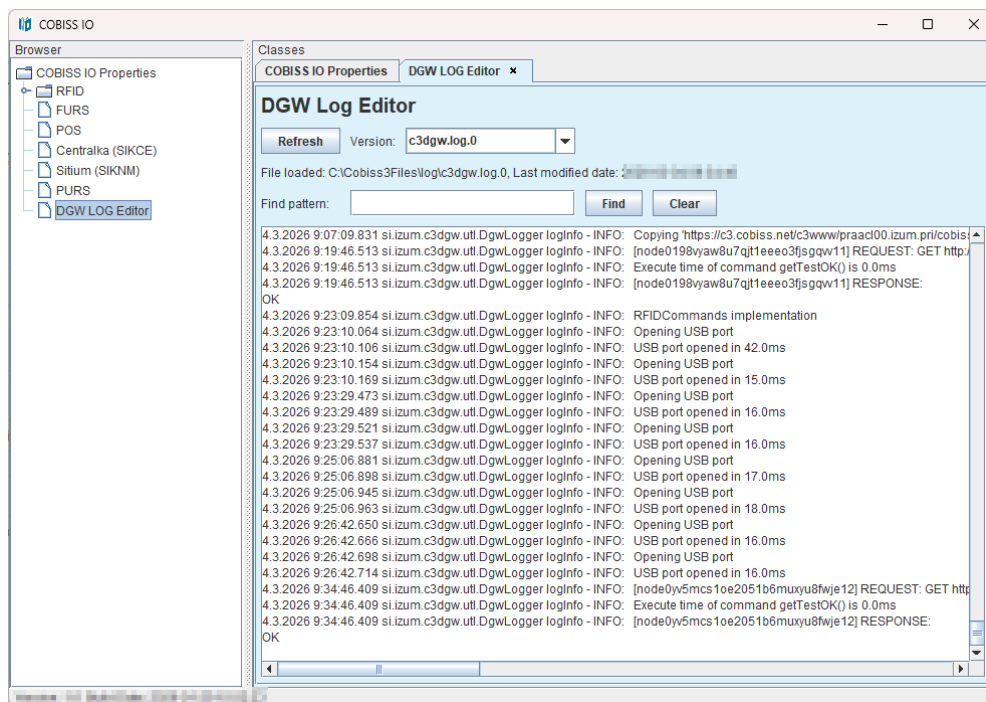 COBISS IO
Browser
COBISS IO Properties
RFID
FURS
POS
Centralka (SIKCE)
Sitium (SIKNM)
PURS
DGW LOG Editor
Classes
COBISS IO Properties
DGW LOG Editor ×
DGW Log Editor
Refresh Version: c3dgw.log.0
File loaded: C:\Cobiss3Files\log\c3dgw.log.0, Last modified date:
Find pattern: Find Clear
4.3.2026 9:07:09.831 si.izum.c3dgw.utl.DgwLogger logInfo - INFO: Copying 'https://c3.cobiss.net/c3www/praacl00.izum.pri/cobiss
4.3.2026 9:19:46.513 si.izum.c3dgw.utl.DgwLogger logInfo - INFO: [node0198vyaw8u7qjt1eeeo3fjsgqvv11] REQUEST: GET http:/
4.3.2026 9:19:46.513 si.izum.c3dgw.utl.DgwLogger logInfo - INFO: Execute time of command getTestOK() is 0.0ms
4.3.2026 9:19:46.513 si.izum.c3dgw.utl.DgwLogger logInfo - INFO: [node0198vyaw8u7qjt1eeeo3fjsgqvv11] RESPONSE:
OK
4.3.2026 9:23:09.854 si.izum.c3dgw.utl.DgwLogger logInfo - INFO: RFIDCommands implementation
4.3.2026 9:23:10.064 si.izum.c3dgw.utl.DgwLogger logInfo - INFO: Opening USB port
4.3.2026 9:23:10.106 si.izum.c3dgw.utl.DgwLogger logInfo - INFO: USB port opened in 42.0ms
4.3.2026 9:23:10.154 si.izum.c3dgw.utl.DgwLogger logInfo - INFO: Opening USB port
4.3.2026 9:23:10.169 si.izum.c3dgw.utl.DgwLogger logInfo - INFO: USB port opened in 15.0ms
4.3.2026 9:23:29.473 si.izum.c3dgw.utl.DgwLogger logInfo - INFO: Opening USB port
4.3.2026 9:23:29.489 si.izum.c3dgw.utl.DgwLogger logInfo - INFO: USB port opened in 16.0ms
4.3.2026 9:23:29.521 si.izum.c3dgw.utl.DgwLogger logInfo - INFO: Opening USB port
4.3.2026 9:23:29.537 si.izum.c3dgw.utl.DgwLogger logInfo - INFO: USB port opened in 16.0ms
4.3.2026 9:25:06.881 si.izum.c3dgw.utl.DgwLogger logInfo - INFO: Opening USB port
4.3.2026 9:25:06.898 si.izum.c3dgw.utl.DgwLogger logInfo - INFO: USB port opened in 17.0ms
4.3.2026 9:25:06.945 si.izum.c3dgw.utl.DgwLogger logInfo - INFO: Opening USB port
4.3.2026 9:25:06.963 si.izum.c3dgw.utl.DgwLogger logInfo - INFO: USB port opened in 18.0ms
4.3.2026 9:26:42.650 si.izum.c3dgw.utl.DgwLogger logInfo - INFO: Opening USB port
4.3.2026 9:26:42.666 si.izum.c3dgw.utl.DgwLogger logInfo - INFO: USB port opened in 16.0ms
4.3.2026 9:26:42.698 si.izum.c3dgw.utl.DgwLogger logInfo - INFO: Opening USB port
4.3.2026 9:26:42.714 si.izum.c3dgw.utl.DgwLogger logInfo - INFO: USB port opened in 16.0ms
4.3.2026 9:34:46.409 si.izum.c3dgw.utl.DgwLogger logInfo - INFO: [node0yv5mcs1oe2051b6muxyu8fwje12] REQUEST: GET http
4.3.2026 9:34:46.409 si.izum.c3dgw.utl.DgwLogger logInfo - INFO: Execute time of command getTestOK() is 0.0ms
4.3.2026 9:34:46.409 si.izum.c3dgw.utl.DgwLogger logInfo - INFO: [node0yv5mcs1oe2051b6muxyu8fwje12] RESPONSE:
OK